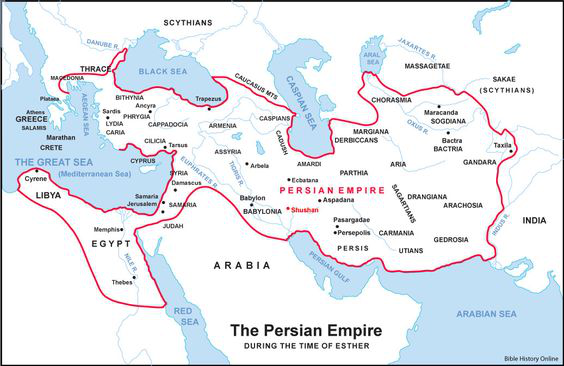 SCYTHIANS
DANUBE R.
THRACE
BLACK SEA
CAUCASUS MTS
CASPIAN SEA
ARAL
SEA
JAXARTES R.
MASSAGETAE
SAKAE
(SCYTHIANS)
MACEDONIA
Plataea
Athens
GREECE
SALAMIS
Marathan
CRETE
AEGEAN SEA
BITHYNIA
Ancyra
Sardis
PHRYGIA
LYDIA
CARIA
CAPPADOCIA
Trapezus
ARMENIA
CASPIANS
CADUSH
CHORASMIA
Maracanda
SOGDIANA
OXUS R.
MARGIANA
DERBICCANS
Bactra
BACTRIA
Taxila
GANDARA
CILICIA
Tarsus
THE GREAT SEA
(Mediterranean Sea)
CYPRUS
SYRIA
Damascus
EUPHRATES R.
ASSYRIA
TIGRIS R.
Arbela
AMARDI
Ecbatana
PARTHIA
ARIA
PERSIAN EMPIRE
Aspadana
SAGARTIANS
DRANGIANA
ARACHOSIA
Cyrene
LIBYA
Samaria
Jerusalem
SAMARIA
JUDAH
Babylon
BABYLONIA
Shushan
Pasargadae
Persepolis
PERSIS
CARMANIA
UTIANS
GEDROSIA
INDUS R.
INDIA
Memphis
EGYPT
NILE R.
Thebes
ARABIA
PERSIAN GULF
RED
SEA
ARABIAN SEA
The Persian Empire
DURING THE TIME OF ESTHER
Bible History Online